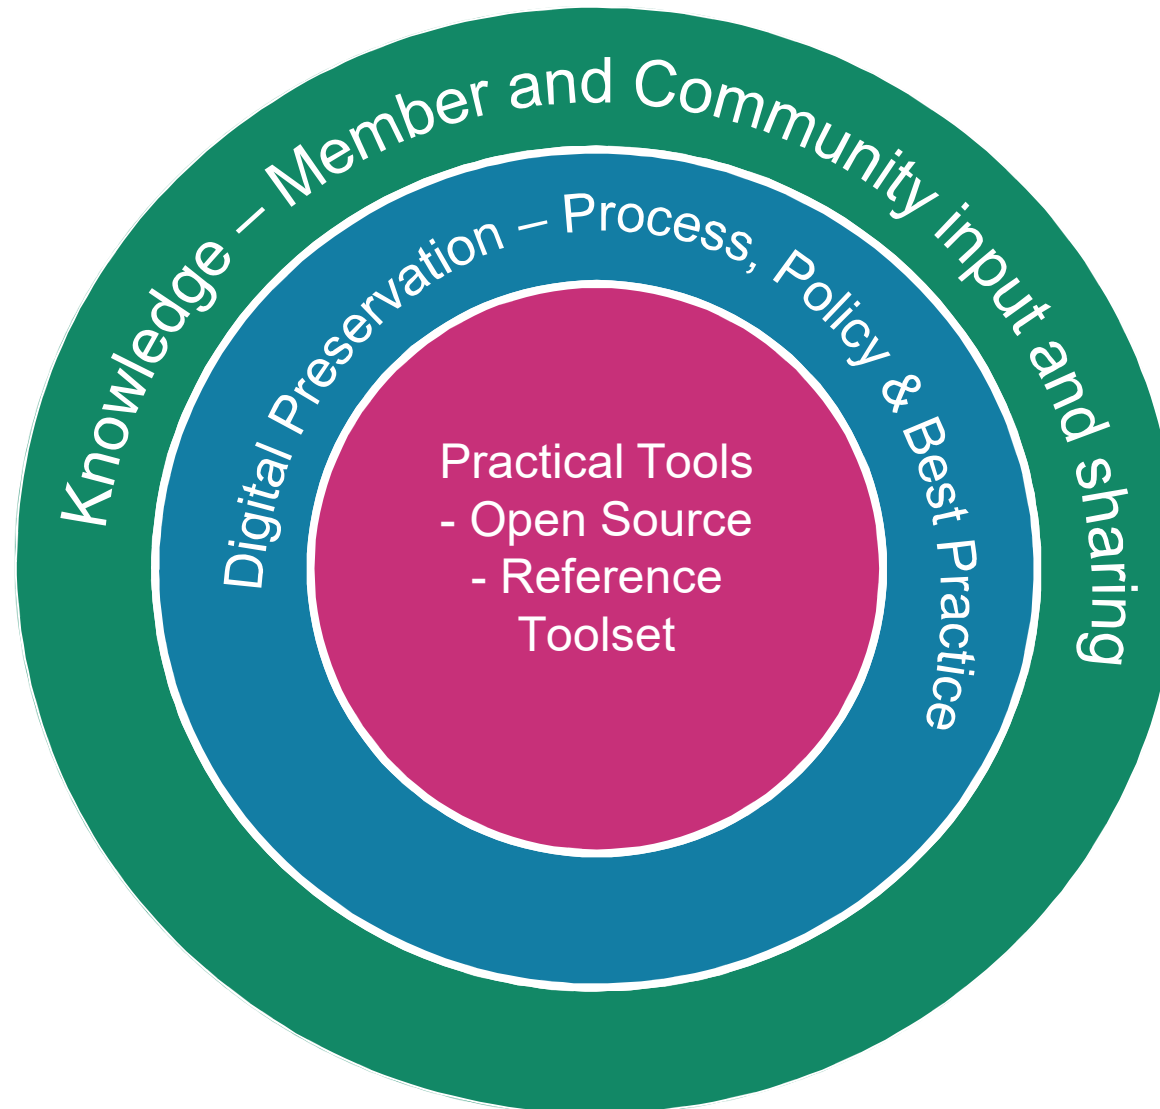 Knowledge – Member and Community input and sharing
Digital Preservation – Process, Policy & Best Practice
Practical Tools
- Open Source
- Reference
Toolset